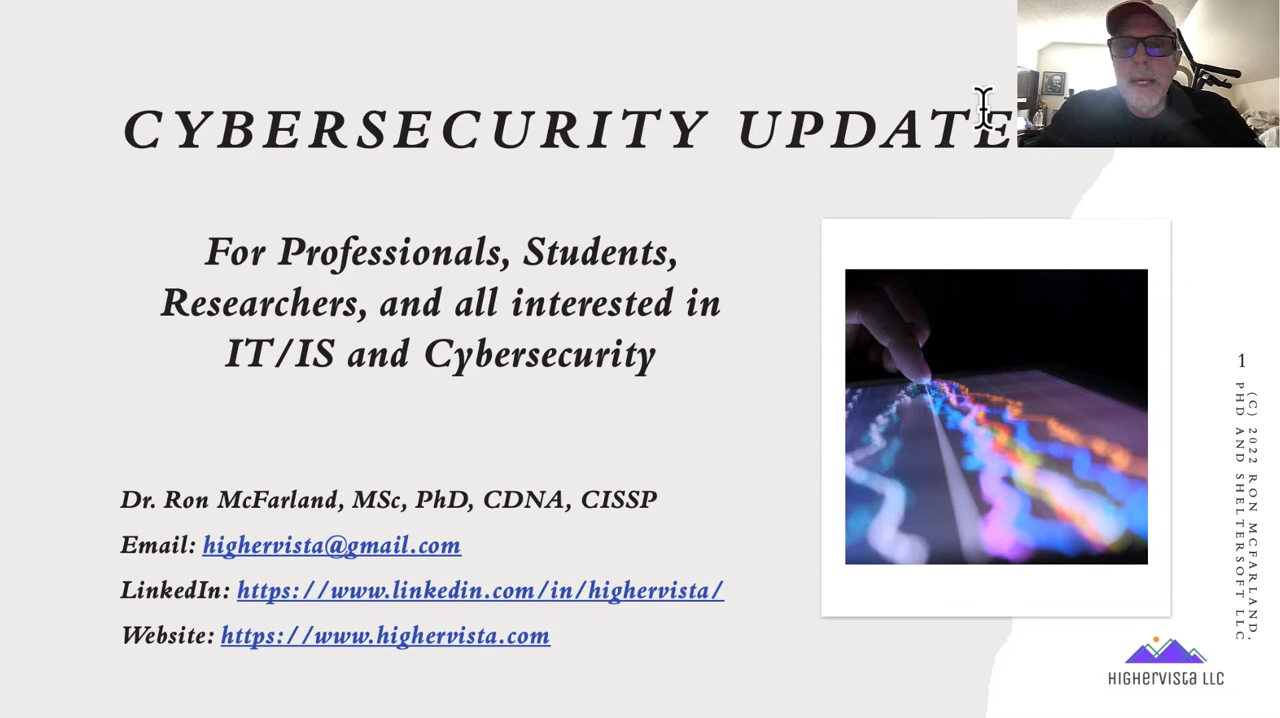 CYBERSECURITY UPDATE
For Professionals, Students,
Researchers, and all interested in
IT/IS and Cybersecurity
Dr. Ron McFarland, MSc, PhD, CDNA, CISSP
Email: highervista@gmail.com
LinkedIn: https://www.linkedin.com/in/highervista/
Website: https://www.highervista.com
1
(C) 2022 RON MCFARLAND,
PHD AND SHELTERSOFT LLC
HIGHERVISTA LLC